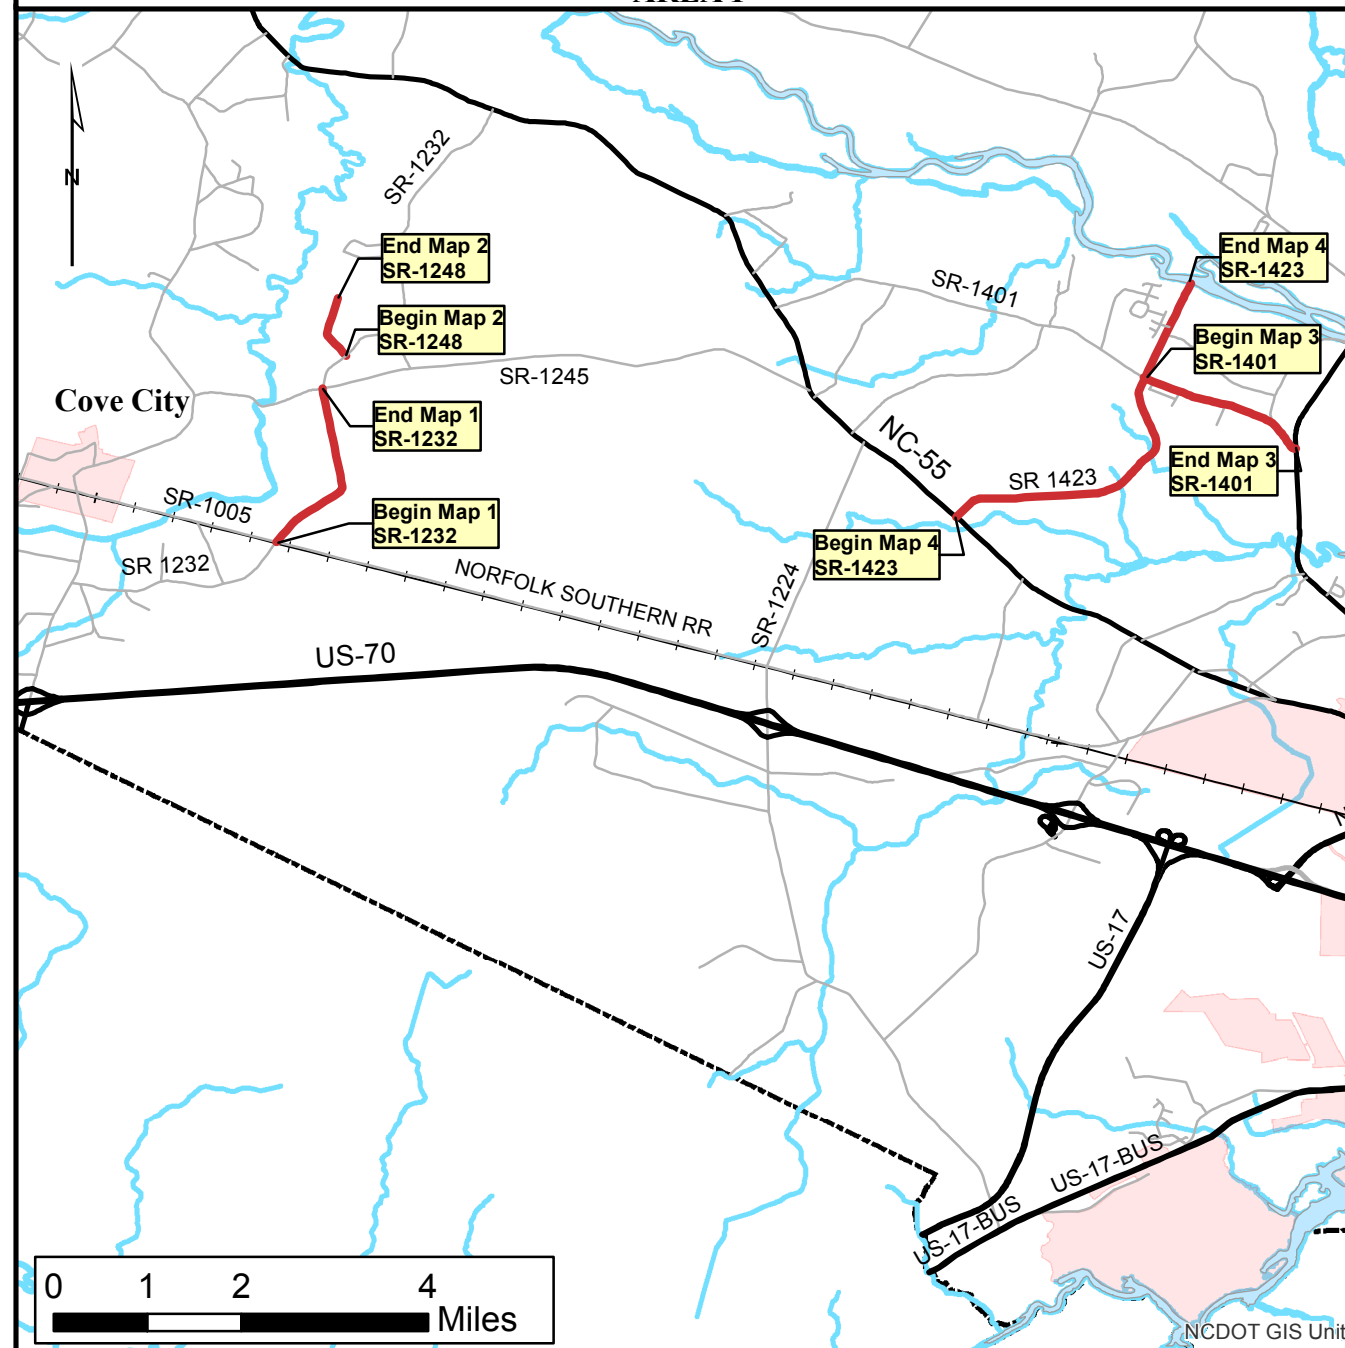 N
SR-1232
End Map 2
SR-1248
End Map 4
SR-1423
SR-1401
Begin Map 2
SR-1248
Begin Map 3
SR-1401
SR-1245
Cove City
End Map 1
SR-1232
NC-55
End Map 3
SR-1401
SR 1423
SR-1005
Begin Map 1
SR-1232
Begin Map 4
SR-1423
SR 1232
NORFOLK SOUTHERN RR
SR-1224
US-70
US-17
US-17-BUS
US-17-BUS
0 1 2 4
Miles
NCDOT GIS Unit